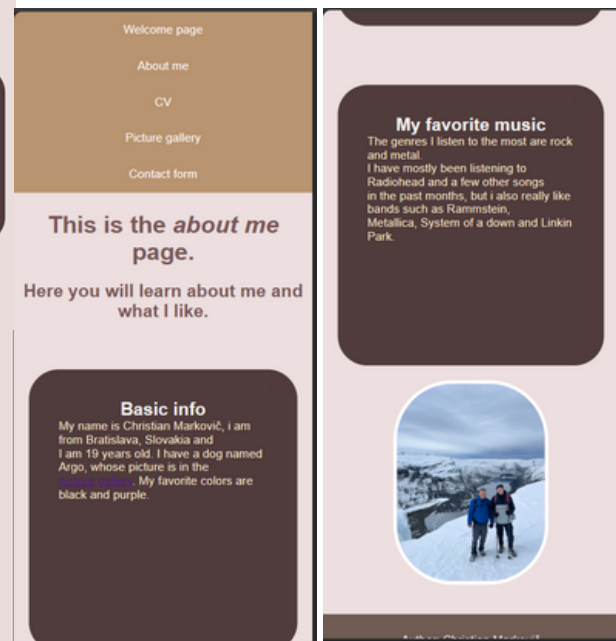 Welcome page
About me
CV
Picture gallery
Contact form
This is the about me
page.
Here you will learn about me and
what I like.
Basic info
My name is Christian Markovič, i am
from Bratislava, Slovakia and
I am 19 years old. I have a dog named
Argo, whose picture is in the
picture gallery. My favorite colors are
black and purple.
My favorite music
The genres I listen to the most are rock
and metal.
I have mostly been listening to
Radiohead and a few other songs
in the past months, but i also really like
bands such as Rammstein,
Metallica, System of a down and Linkin
Park.
Author: Christian Markovič